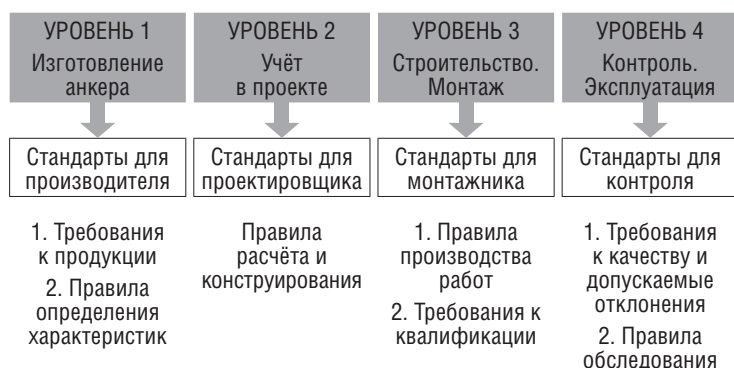 УРОВЕНЬ 1
Изготовление
анкера
Стандарты для
производителя
1. Требования
к продукции
2. Правила
определения
характеристик
УРОВЕНЬ 2
Учёт
в проекте
Стандарты для
проектировщика
Правила
расчёта и
конструирования
УРОВЕНЬ 3
Строительство.
Монтаж
Стандарты для
монтажника
1. Правила
производства
работ
2. Требования к
квалификации
УРОВЕНЬ 4
Контроль.
Эксплуатация
Стандарты для
контроля
1. Требования
к качеству и
допускаемые
отклонения
2. Правила
обследования